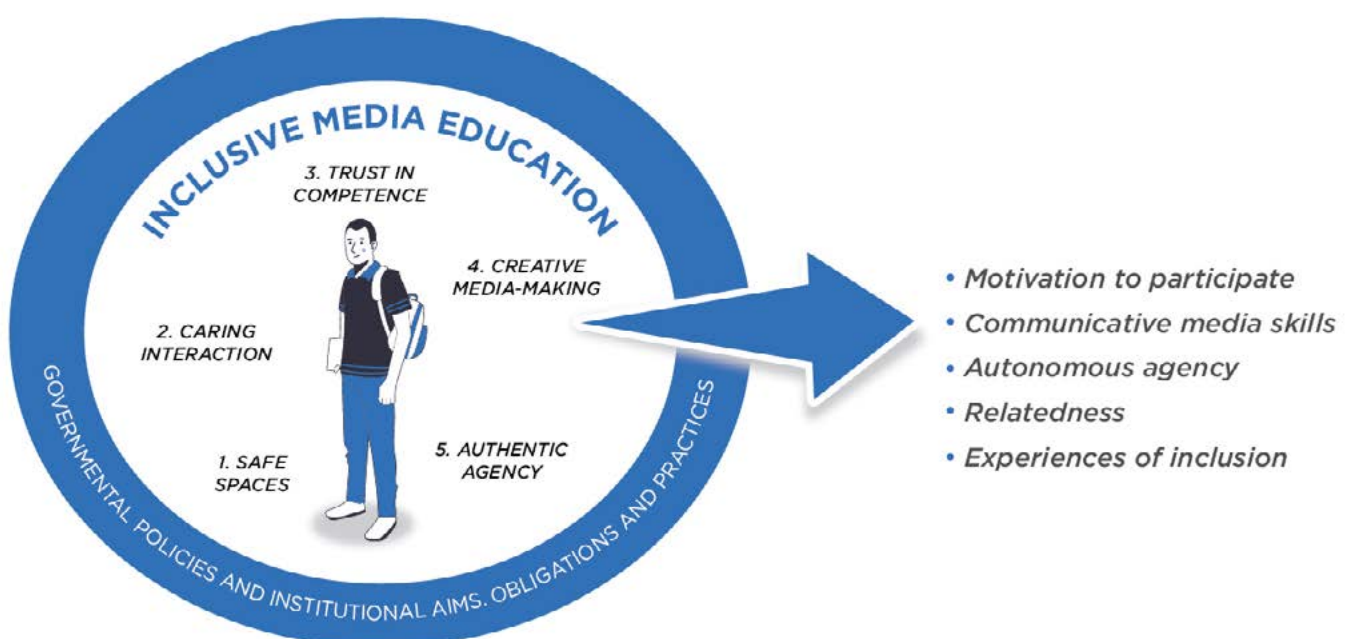 INCLUSIVE MEDIA EDUCATION
3. TRUST IN
COMPETENCE
4. CREATIVE
MEDIA-MAKING
2. CARING
INTERACTION
1. SAFE
SPACES
5. AUTHENTIC
AGENCY
GOVERNMENTAL POLICIES AND INSTITUTIONAL AIMS. OBLIGATIONS AND PRACTICES
• Motivation to participate
• Communicative media skills
• Autonomous agency
• Relatedness
• Experiences of inclusion